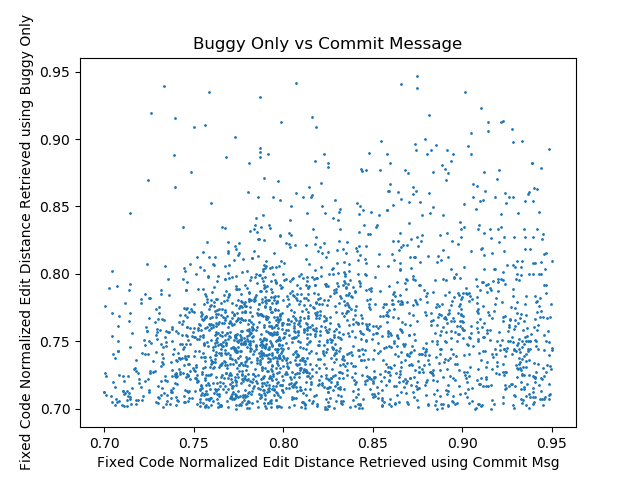 Buggy Only vs Commit Message
Fixed Code Normalized Edit Distance Retrieved using Buggy Only
0.95
0.90
0.85
0.80
0.75
0.70
0.70 0.75 0.80 0.85 0.90 0.95
Fixed Code Normalized Edit Distance Retrieved using Commit Msg